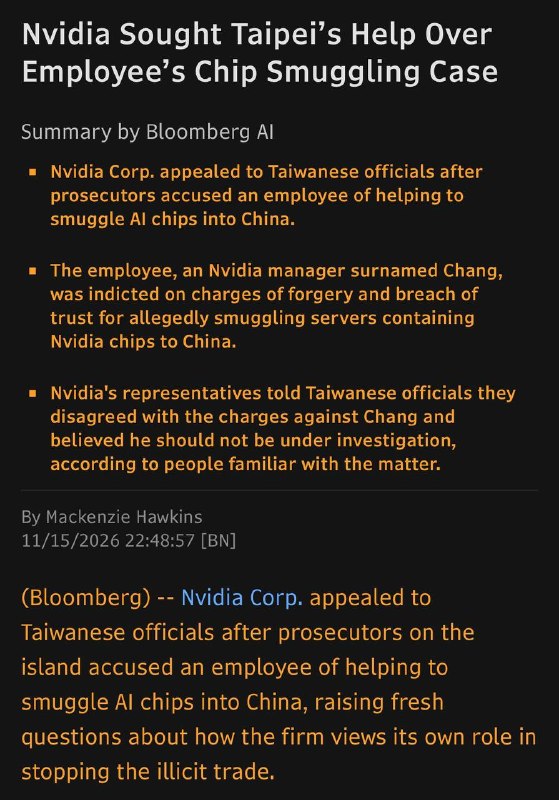 Nvidia Sought Taipei’s Help Over
Employee’s Chip Smuggling Case
Summary by Bloomberg AI
▪ Nvidia Corp. appealed to Taiwanese officials after
prosecutors accused an employee of helping to
smuggle AI chips into China.
▪ The employee, an Nvidia manager surnamed Chang,
was indicted on charges of forgery and breach of
trust for allegedly smuggling servers containing
Nvidia chips to China.
▪ Nvidia's representatives told Taiwanese officials they
disagreed with the charges against Chang and
believed he should not be under investigation,
according to people familiar with the matter.
By Mackenzie Hawkins
11/15/2026 22:48:57 [BN]
(Bloomberg) -- Nvidia Corp. appealed to
Taiwanese officials after prosecutors on the
island accused an employee of helping to
smuggle AI chips into China, raising fresh
questions about how the firm views its own role in
stopping the illicit trade.